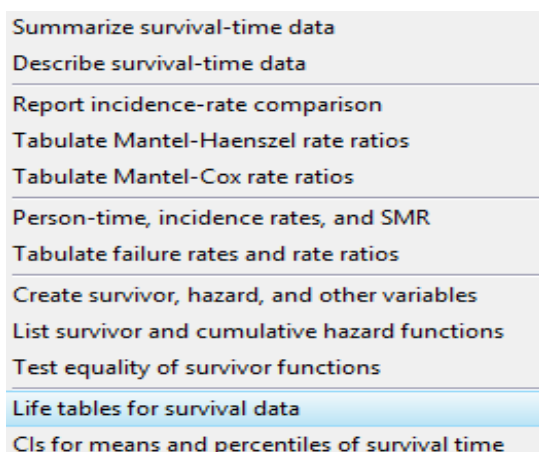 Summarize survival-time data
Describe survival-time data
Report incidence-rate comparison
Tabulate Mantel-Haenszel rate ratios
Tabulate Mantel-Cox rate ratios
Person-time, incidence rates, and SMR
Tabulate failure rates and rate ratios
Create survivor, hazard, and other variables
List survivor and cumulative hazard functions
Test equality of survivor functions
Life tables for survival data
CIs for means and percentiles of survival time